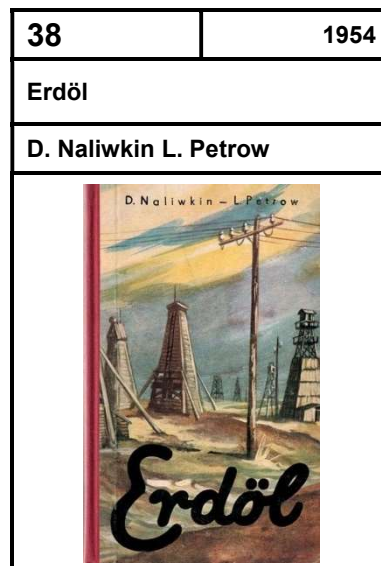 38
1954
Erdöl
D. Naliwkin L. Petrow
D. Naliwkin – L. Petrow
Erdöl